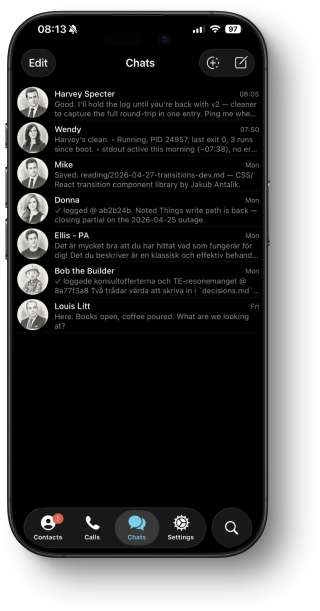 08:13
97
Edit
Chats
Harvey Specter
08:05
Good. I'll hold the log until you're back with v2 — cleaner
to capture the full round-trip in one entry. Ping me whe...
Wendy
07:50
Harvey's clean. • Running, PID 24957, last exit 0, 3 runs
since boot. • stdout active this morning (~07:38), no er...
Mike
Mon
Saved: reading/2026-04-27-transitions-dev.md — CSS/
React transition component library by Jakub Antalik.
Donna
Mon
✓ logged @ ab2b24b. Noted Things write path is back —
closing partial on the 2026-04-25 outage.
Ellis - PA
Mon
Det är mycket bra att du har hittat vad som fungerar för
dig! Det du beskriver är en klassisk och effektiv behand...
Bob the Builder
Mon
✓ loggade konsultofferterna och TE-resonemanget @
8a77f3a8 Två trådar värda att skriva in i `decisions.md`...
Louis Litt
Fri
Here. Books open, coffee poured. What are we looking
at?
!
Contacts
Calls
Chats
Settings